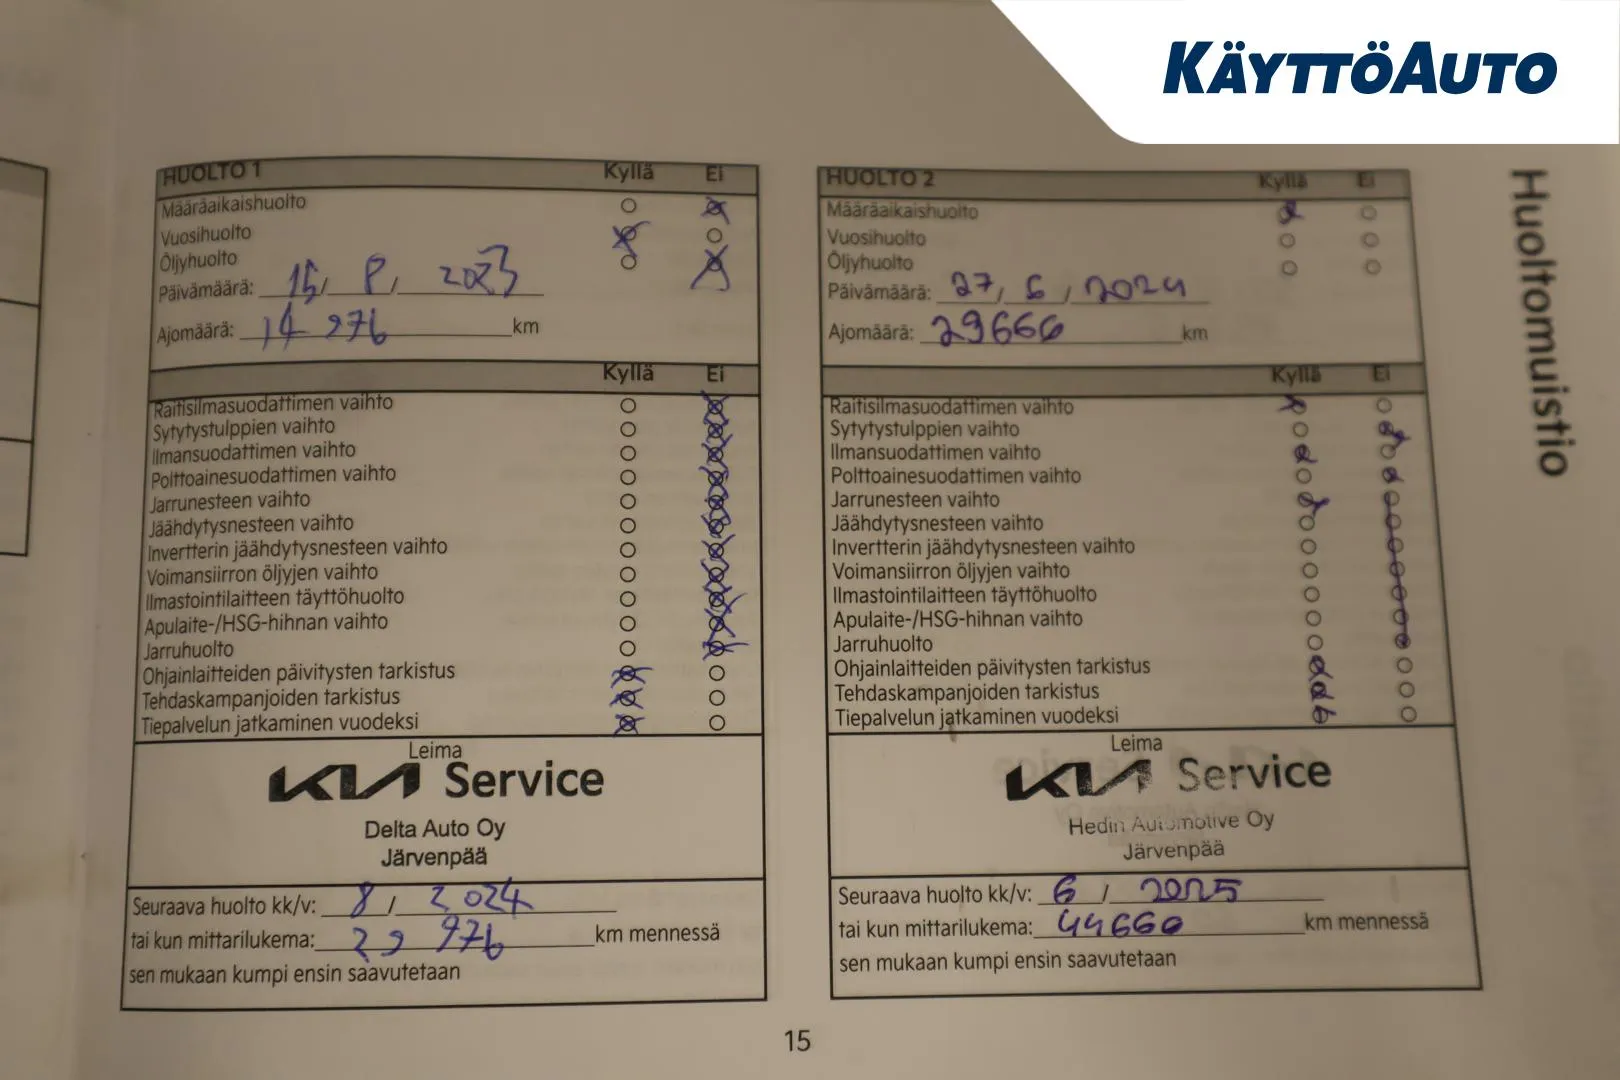 KÄYTTÖAUTO
Huoltomuistio
HUOLTO 1 Kyllä Ei
Määräaikaishuolto
Vuosihuolto
Öljyhuolto
Päivämäärä: 15 / 8 / 2023
Ajomäärä: 14 976 km
Kyllä Ei
Raitisilmasuodattimen vaihto
Sytytystulppien vaihto
Ilmansuodattimen vaihto
Polttoainesuodattimen vaihto
Jarrunesteen vaihto
Jäähdytysnesteen vaihto
Invertterin jäähdytysnesteen vaihto
Voimansiirron öljyjen vaihto
Ilmastointilaitteen täyttöhuolto
Apulaite-/HSG-hihnan vaihto
Jarruhuolto
Ohjainlaitteiden päivitysten tarkistus
Tehdaskampanjoiden tarkistus
Tiepalvelun jatkaminen vuodeksi
Leima
KIA Service
Delta Auto Oy
Järvenpää
Seuraava huolto kk/v: 8 / 2024
tai kun mittarilukema: 29 976 km mennessä
sen mukaan kumpi ensin saavutetaan
HUOLTO 2 Kyllä Ei
Määräaikaishuolto
Vuosihuolto
Öljyhuolto
Päivämäärä: 27 / 6 / 2024
Ajomäärä: 29666 km
Kyllä Ei
Raitisilmasuodattimen vaihto
Sytytystulppien vaihto
Ilmansuodattimen vaihto
Polttoainesuodattimen vaihto
Jarrunesteen vaihto
Jäähdytysnesteen vaihto
Invertterin jäähdytysnesteen vaihto
Voimansiirron öljyjen vaihto
Ilmastointilaitteen täyttöhuolto
Apulaite-/HSG-hihnan vaihto
Jarruhuolto
Ohjainlaitteiden päivitysten tarkistus
Tehdaskampanjoiden tarkistus
Tiepalvelun jatkaminen vuodeksi
Leima
KIA Service
Hedin Automotive Oy
Järvenpää
Seuraava huolto kk/v: 6 / 2025
tai kun mittarilukema: 44660 km mennessä
sen mukaan kumpi ensin saavutetaan
15